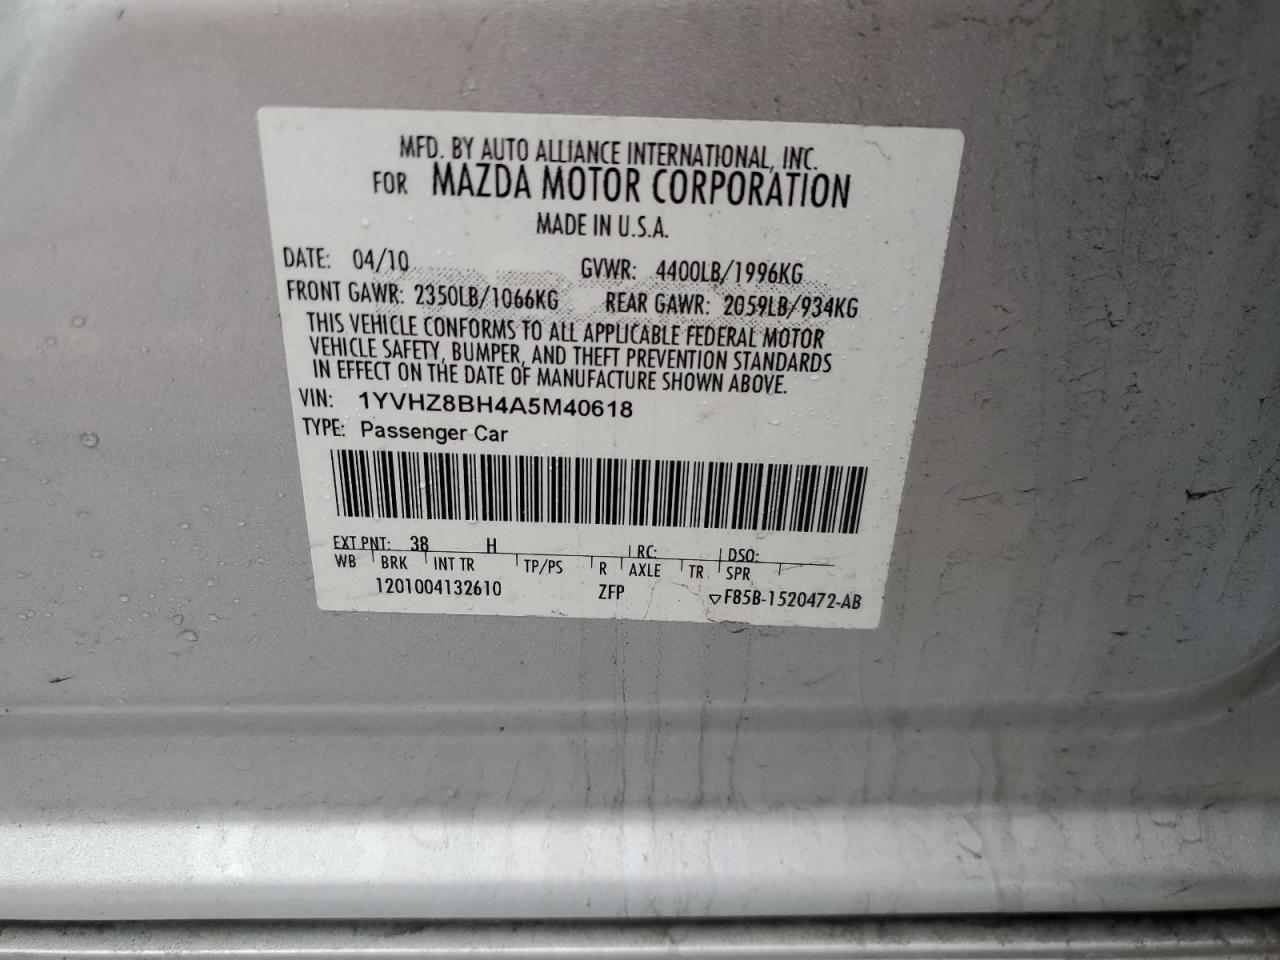 MFD. BY AUTO ALLIANCE INTERNATIONAL, INC.
FOR MAZDA MOTOR CORPORATION
MADE IN U.S.A.
DATE: 04/10 GVWR: 4400LB/1996KG
FRONT GAWR: 2350LB/1066KG REAR GAWR: 2059LB/934KG
THIS VEHICLE CONFORMS TO ALL APPLICABLE FEDERAL MOTOR
VEHICLE SAFETY, BUMPER, AND THEFT PREVENTION STANDARDS
IN EFFECT ON THE DATE OF MANUFACTURE SHOWN ABOVE.
VIN: 1YVHZ8BH4A5M40618
TYPE: Passenger Car
EXT PNT: 38 H RC: DSO:
WB BRK INT TR TP/PS R AXLE TR SPR
1201004132610 ZFP ▽F85B-1520472-AB